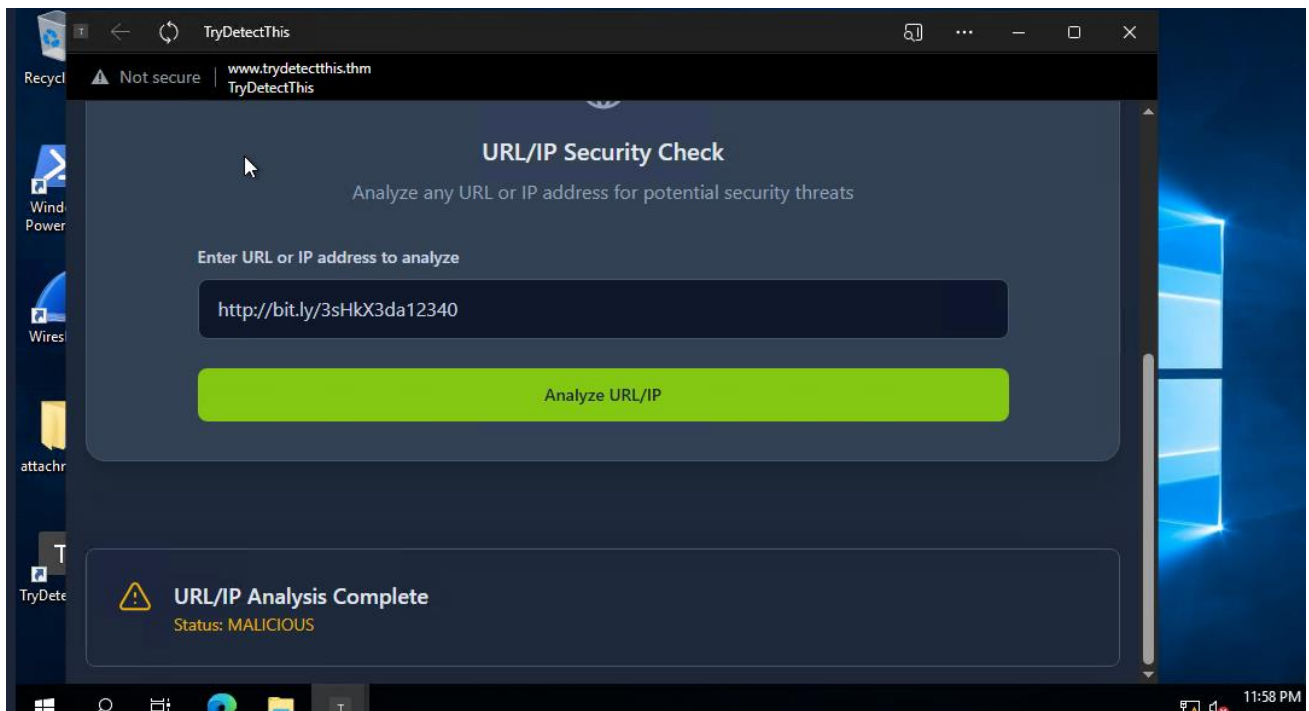 TryDetectThis
Recycl
Not secure
www.trydetectthis.thm
TryDetectThis
URL/IP Security Check
Analyze any URL or IP address for potential security threats
Wind
Power
Enter URL or IP address to analyze
http://bit.ly/3sHkX3da12340
Wires
Analyze URL/IP
attachr
T
TryDete
URL/IP Analysis Complete
Status: MALICIOUS
T
11:58 PM